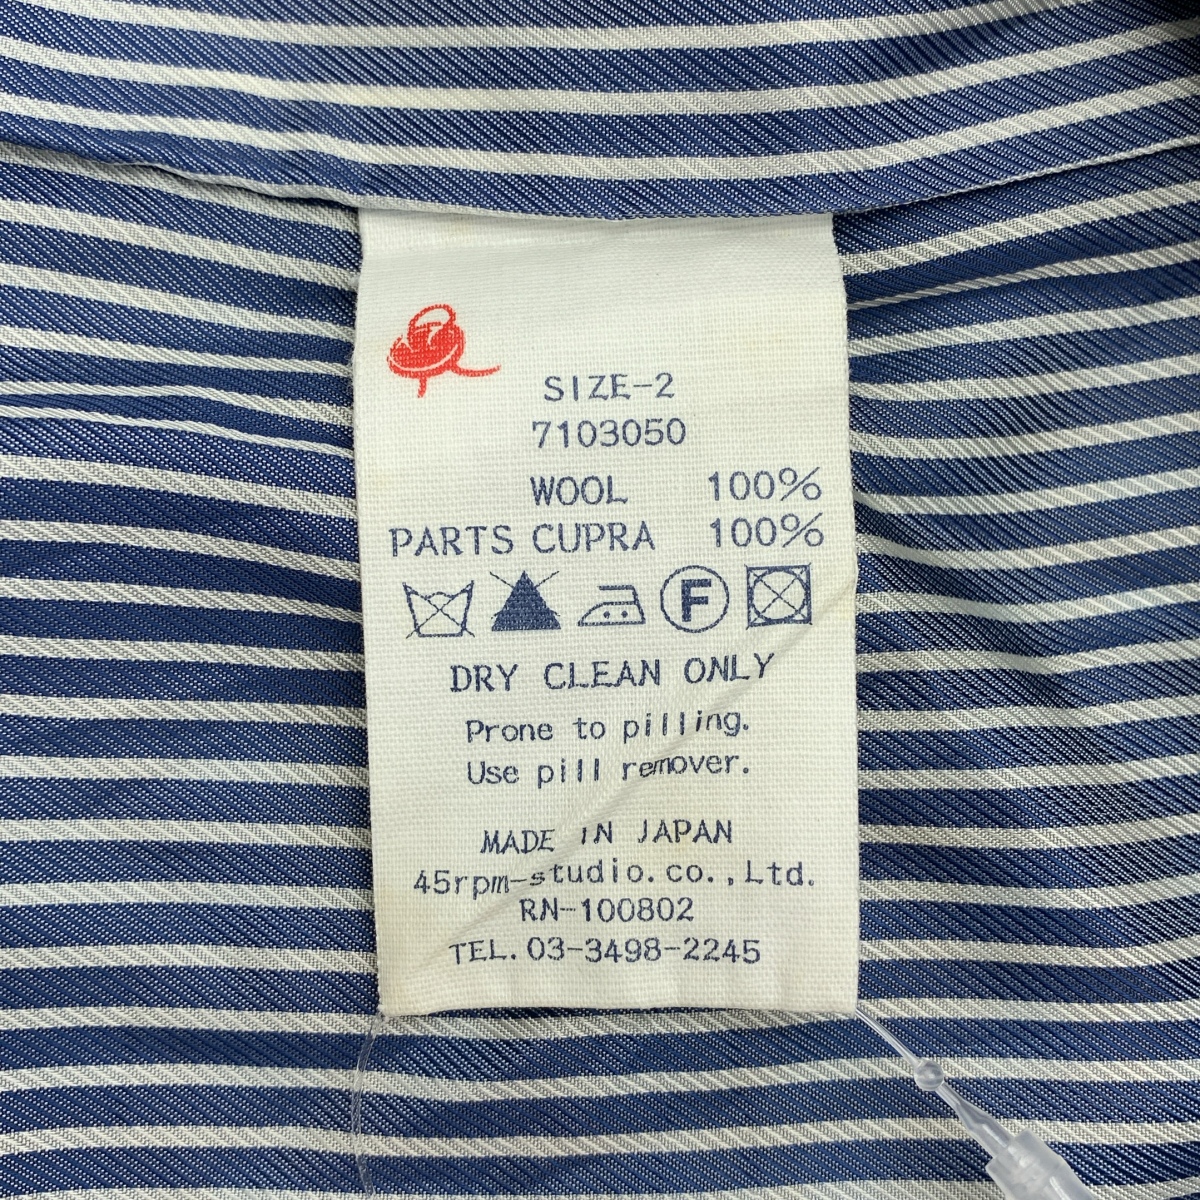 SIZE-2
7103050
WOOL 100%
PARTS CUPRA 100%
F
DRY CLEAN ONLY
Prone to pilling.
Use pill remover.
MADE IN JAPAN
45rpm-studio.co.,Ltd.
RN-100802
TEL.03-3498-2245